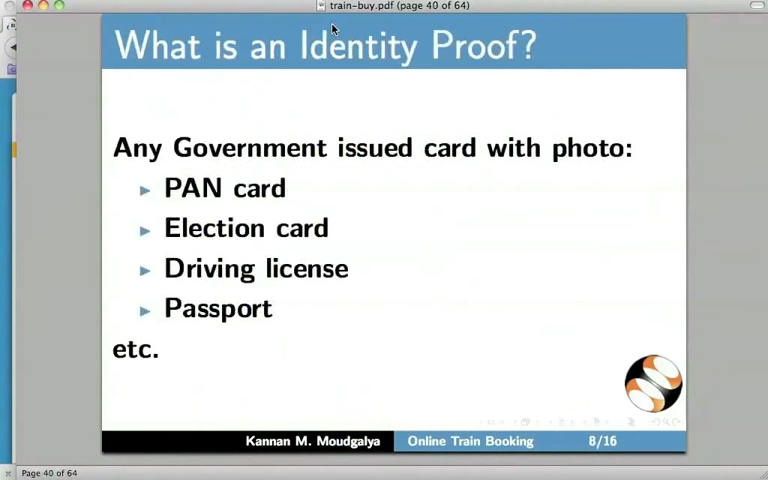 train-buy.pdf (page 40 of 64)
What is an Identity Proof?
Any Government issued card with photo:
PAN card
Election card
Driving license
Passport
etc.
Kannan M. Moudgalya Online Train Booking 8/16
Page 40 of 64